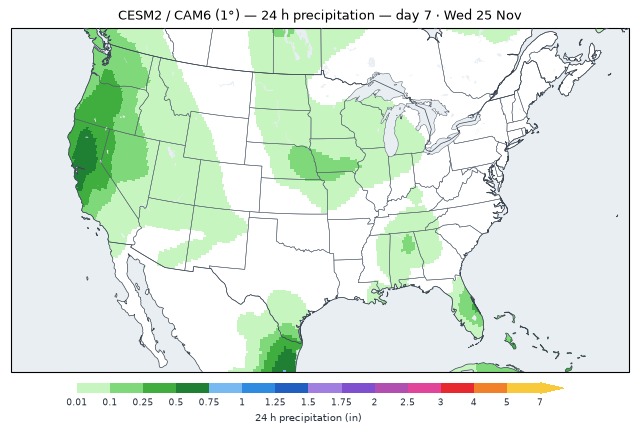 CESM2 / CAM6 (1°) — 24 h precipitation — day 7 · Wed 25 Nov
0.01 0.1 0.25 0.5 0.75 1 1.25 1.5 1.75 2 2.5 3 4 5 7
24 h precipitation (in)